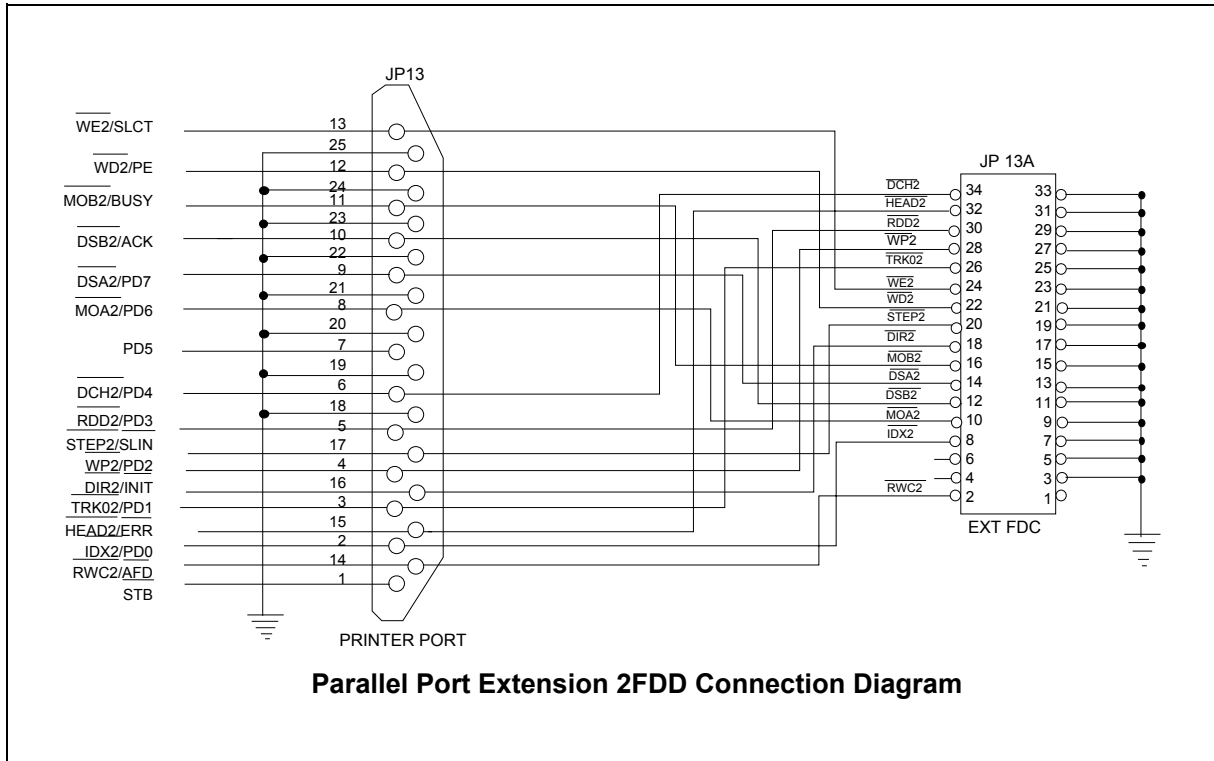 JP13
WE2/SLCT
13
25
WD2/PE
12
24
MOB2/BUSY
11
23
DSB2/ACK
10
22
DSA2/PD7
9
21
MOA2/PD6
8
20
PD5
7
19
DCH2/PD4
6
18
RDD2/PD3
5
STEP2/SLIN
17
WP2/PD2
4
DIR2/INIT
16
TRK02/PD1
3
HEAD2/ERR
15
IDX2/PD0
2
RWC2/AFD
14
STB
1
PRINTER PORT
JP 13A
DCH2 34 33
HEAD2 32 31
RDD2 30 29
WP2 28 27
TRK02 26 25
WE2 24 23
WD2 22 21
STEP2 20 19
DIR2 18 17
MOB2 16 15
DSA2 14 13
DSB2 12 11
MOA2 10 9
IDX2 8 7
6 5
4 3
RWC2 2 1
EXT FDC
Parallel Port Extension 2FDD Connection Diagram